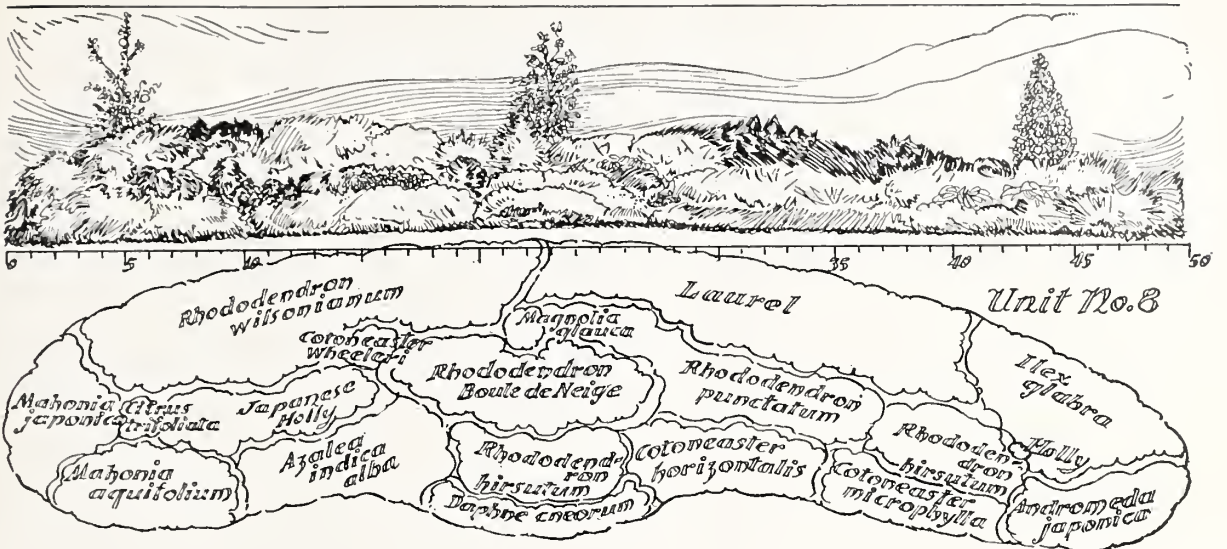 0 5 10 35 40 45 50
Unit No. 8
Rhododendron
wilsonianum
Laurel
Magnolia
glauca
Cotoneaster
Wheeleri
Rhododendron
Boule de Neige
Rhododendron
punctatum
Ilex
glabra
Mahonia
japonica
Citrus
trifoliata
Japanese
Holly
Rhododen-
dron
hirsutum
Holly
Mahonia
aquifolium
Azalea
indica
alba
Rhododend-
ron
hirsutum
Cotoneaster
horizontalis
Cotoneaster
microphylla
Andromeda
japonica
Daphne cneorum